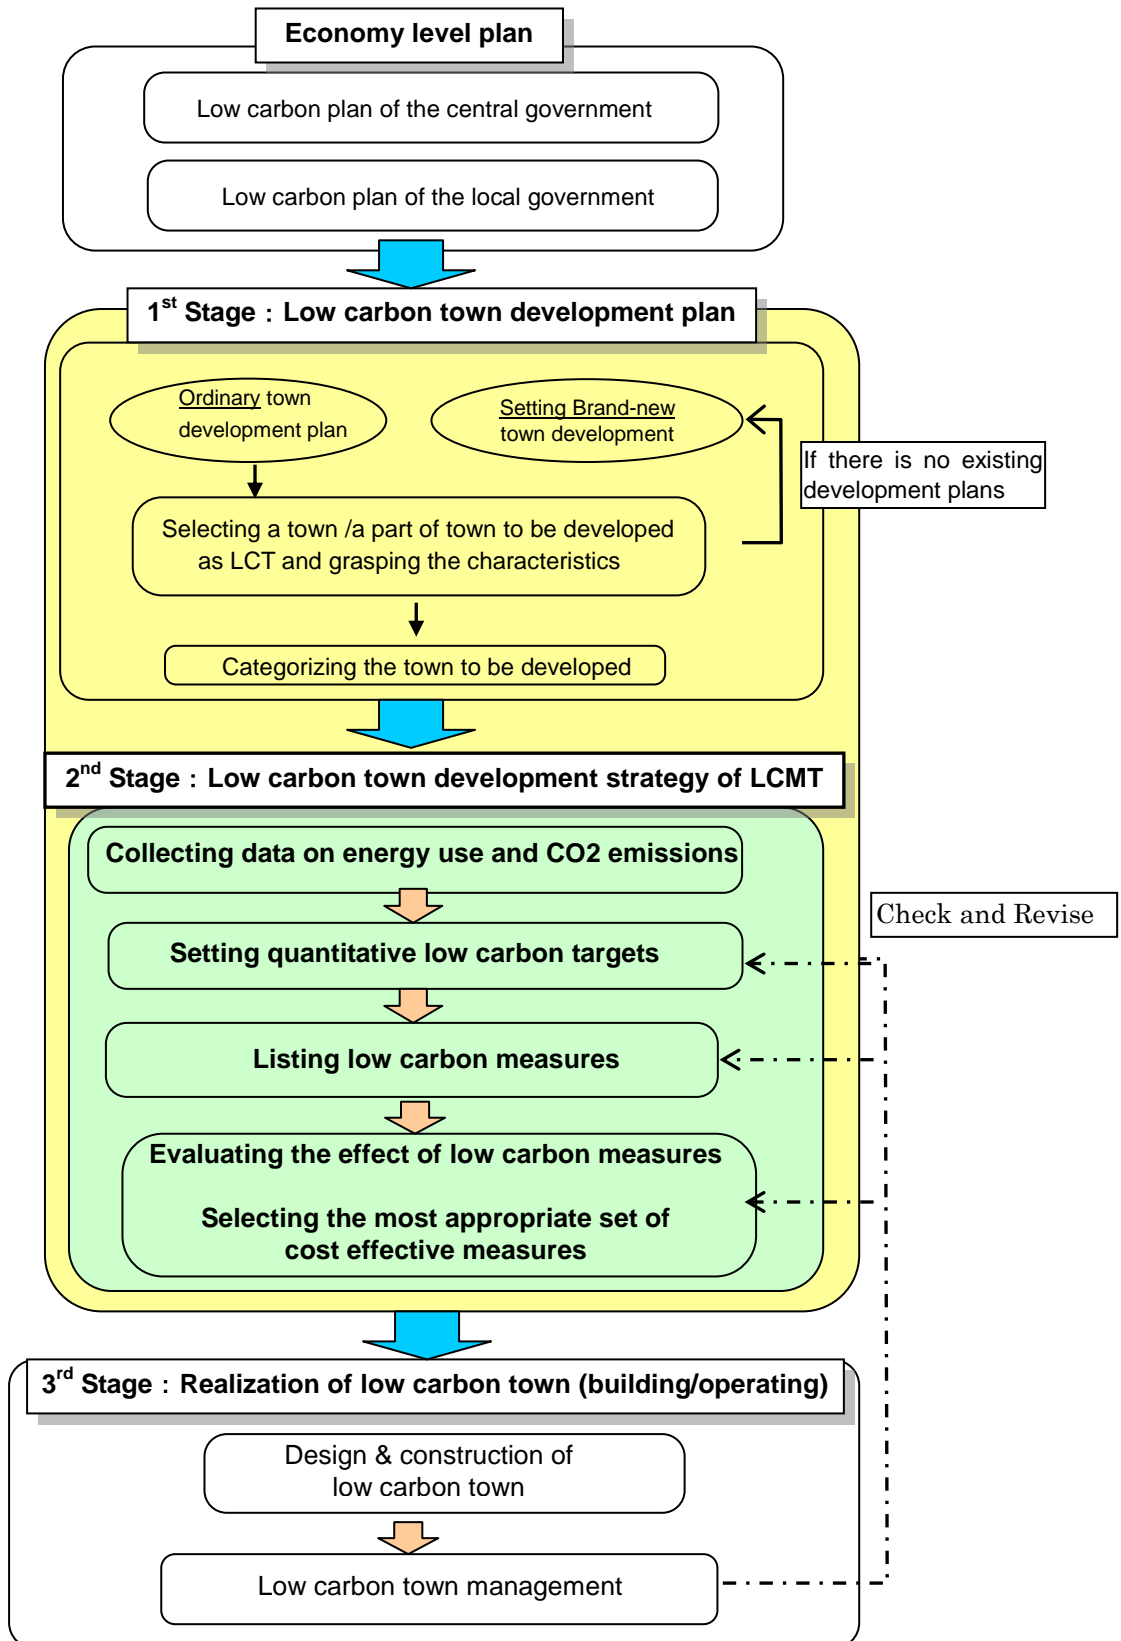 Economy level plan
Low carbon plan of the central government
Low carbon plan of the local government
1st Stage : Low carbon town development plan
Ordinary town
development plan
Setting Brand-new
town development
If there is no existing
development plans
Selecting a town /a part of town to be developed
as LCT and grasping the characteristics
Categorizing the town to be developed
2nd Stage : Low carbon town development strategy of LCMT
Collecting data on energy use and CO2 emissions
Check and Revise
Setting quantitative low carbon targets
Listing low carbon measures
Evaluating the effect of low carbon measures
Selecting the most appropriate set of
cost effective measures
3rd Stage : Realization of low carbon town (building/operating)
Design & construction of
low carbon town
Low carbon town management